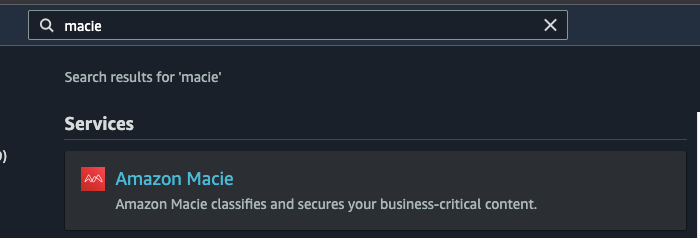 macie
Search results for 'macie'
Services
Amazon Macie
Amazon Macie classifies and secures your business-critical content.